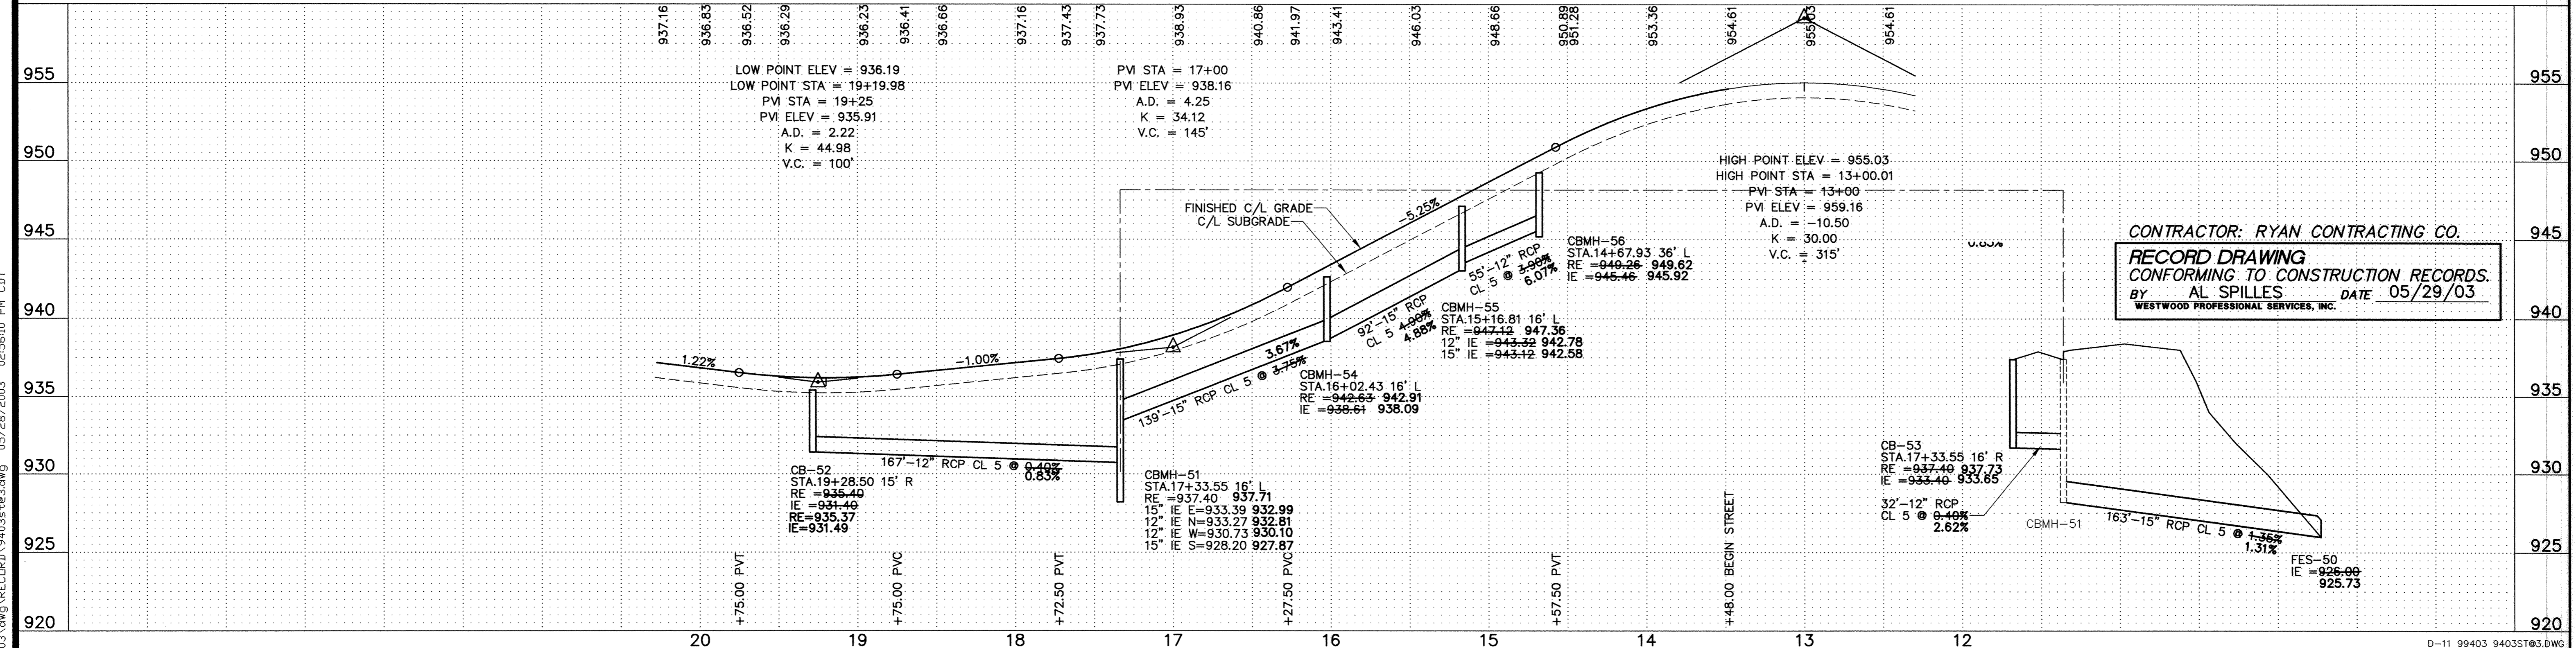 937.16
936.83
936.52
936.29
936.23
936.41
936.66
937.16
937.43
937.73
938.93
940.86
941.97
943.41
946.03
948.66
950.89
951.28
953.36
954.61
955.03
954.61
955
950
945
940
935
930
925
920
LOW POINT ELEV = 936.19
LOW POINT STA = 19+19.98
PVI STA = 19+25
PVI ELEV = 935.91
A.D. = 2.22
K = 44.98
V.C. = 100'
PVI STA = 17+00
PVI ELEV = 938.16
A.D. = 4.25
K = 34.12
V.C. = 145'
HIGH POINT ELEV = 955.03
HIGH POINT STA = 13+00.01
PVI STA = 13+00
PVI ELEV = 959.16
A.D. = -10.50
K = 30.00
V.C. = 315'
FINISHED C/L GRADE
C/L SUBGRADE
-5.25%
1.22%
-1.00%
55'-12" RCP
CL 5 @ 3.90%
6.07%
CBMH-56
STA.14+67.93 36' L
RE =949.26 949.62
IE =945.46 945.92
92'-15" RCP
CL 5 4.90%
4.88%
CBMH-55
STA.15+16.81 16' L
RE =947.12 947.36
12" IE =943.32 942.78
15" IE =943.12 942.58
3.67%
139'-15" RCP CL 5 @ 3.75%
CBMH-54
STA.16+02.43 16' L
RE =942.63 942.91
IE =938.61 938.09
167'-12" RCP CL 5 @ 0.40%
0.83%
CB-52
STA.19+28.50 15' R
RE =935.40
IE =931.40
RE=935.37
IE=931.49
CBMH-51
STA.17+33.55 16' L
RE =937.40 937.71
15" IE E=933.39 932.99
12" IE N=933.27 932.81
12" IE W=930.73 930.10
15" IE S=928.20 927.87
0.83%
CONTRACTOR: RYAN CONTRACTING CO.
RECORD DRAWING
CONFORMING TO CONSTRUCTION RECORDS.
BY AL SPILLES DATE 05/29/03
WESTWOOD PROFESSIONAL SERVICES, INC.
CB-53
STA.17+33.55 16' R
RE =937.40 937.73
IE =933.40 933.65
32'-12" RCP
CL 5 @ 0.40%
2.62%
CBMH-51
163'-15" RCP CL 5 @ 1.35%
1.31%
FES-50
IE =926.00
925.73
955
950
945
940
935
930
925
920
+75.00 PVT
+75.00 PVC
+72.50 PVT
+27.50 PVC
+57.50 PVT
+48.00 BEGIN STREET
20
19
18
17
16
15
14
13
12
D-11 99403 9403ST@3.DWG